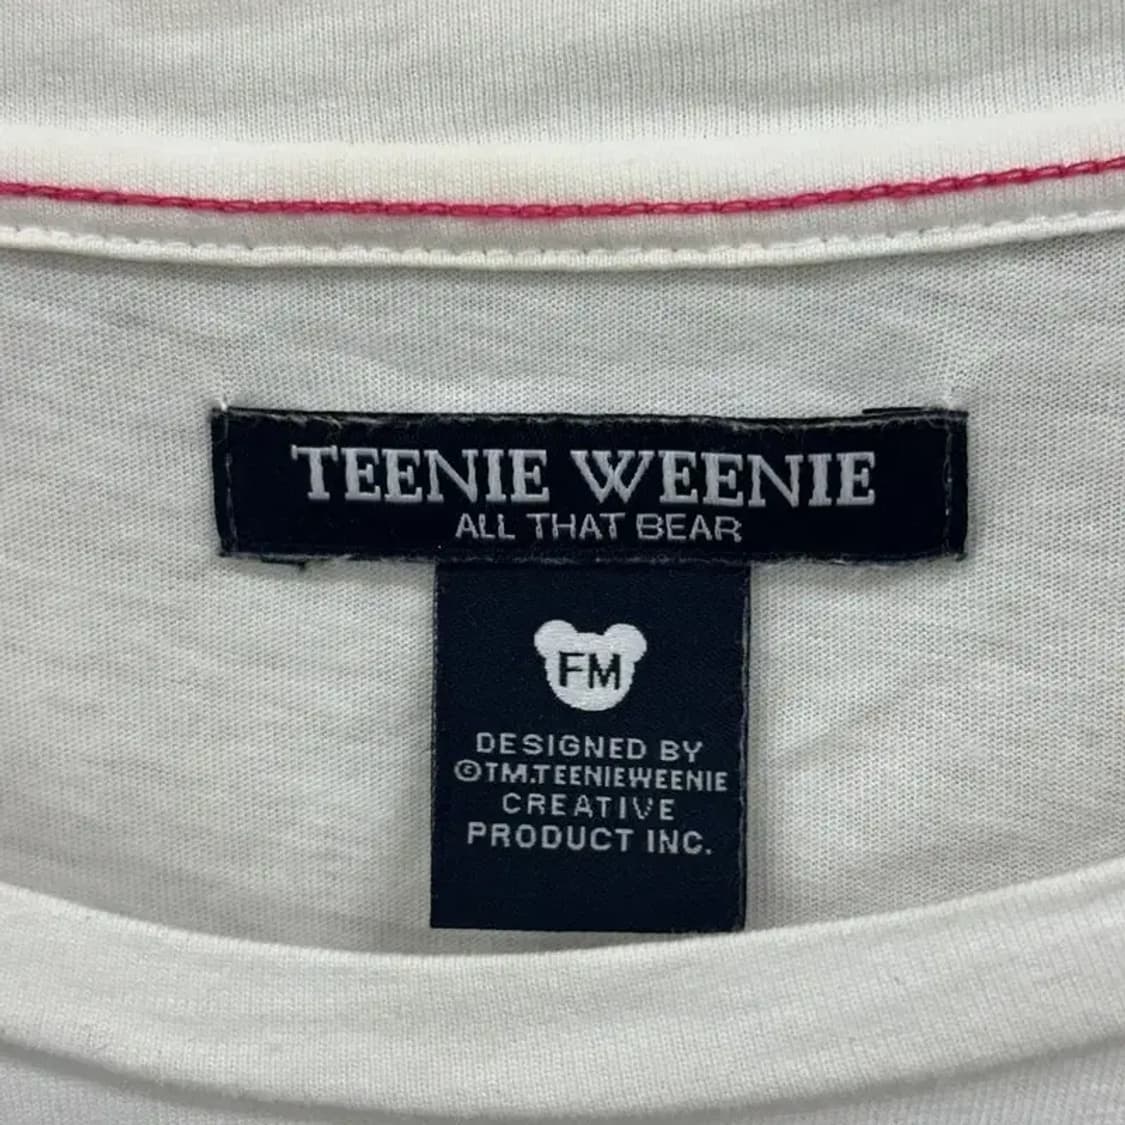 TEENIE WEENIE
ALL THAT BEAR
FM
DESIGNED BY
©TM.TEENIEWEENIE
CREATIVE
PRODUCT INC.